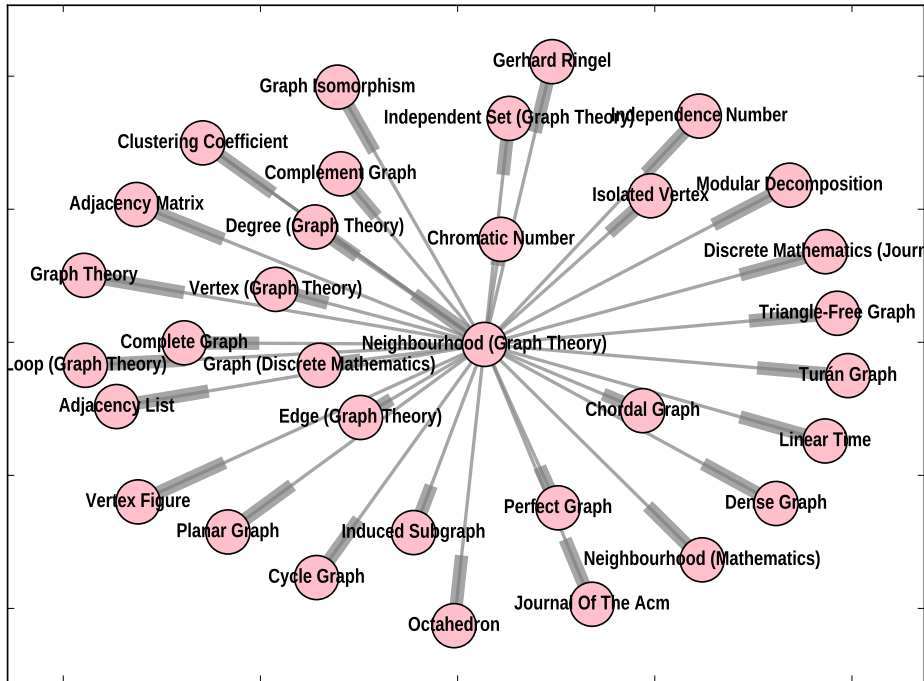 Gerhard Ringel
Graph Isomorphism
Independent Set (Graph Theory)
Independence Number
Clustering Coefficient
Complement Graph
Modular Decomposition
Isolated Vertex
Adjacency Matrix
Degree (Graph Theory)
Chromatic Number
Discrete Mathematics (Jour
Graph Theory
Vertex (Graph Theory)
Triangle-Free Graph
Complete Graph
Neighbourhood (Graph Theory)
oop (Graph Theory)
Graph (Discrete Mathematics)
Turán Graph
Adjacency List
Edge (Graph Theory)
Chordal Graph
Linear Time
Vertex Figure
Dense Graph
Perfect Graph
Planar Graph
Induced Subgraph
Neighbourhood (Mathematics)
Cycle Graph
Journal Of The Acm
Octahedron